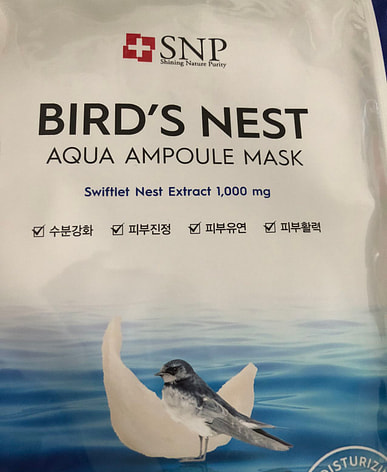 SNP
Shining Nature Purity
BIRD'S NEST
AQUA AMPOULE MASK
Swiftlet Nest Extract 1,000 mg
수분강화 피부진정 피부유연 피부활력